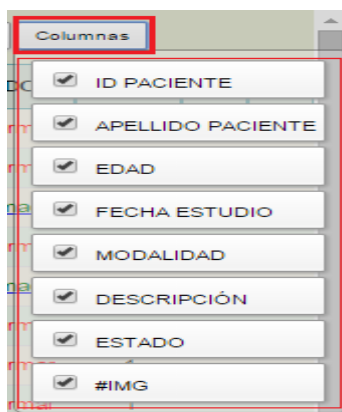 Columnas
ID PACIENTE
APELLIDO PACIENTE
EDAD
FECHA ESTUDIO
MODALIDAD
DESCRIPCIÓN
ESTADO
#IMG